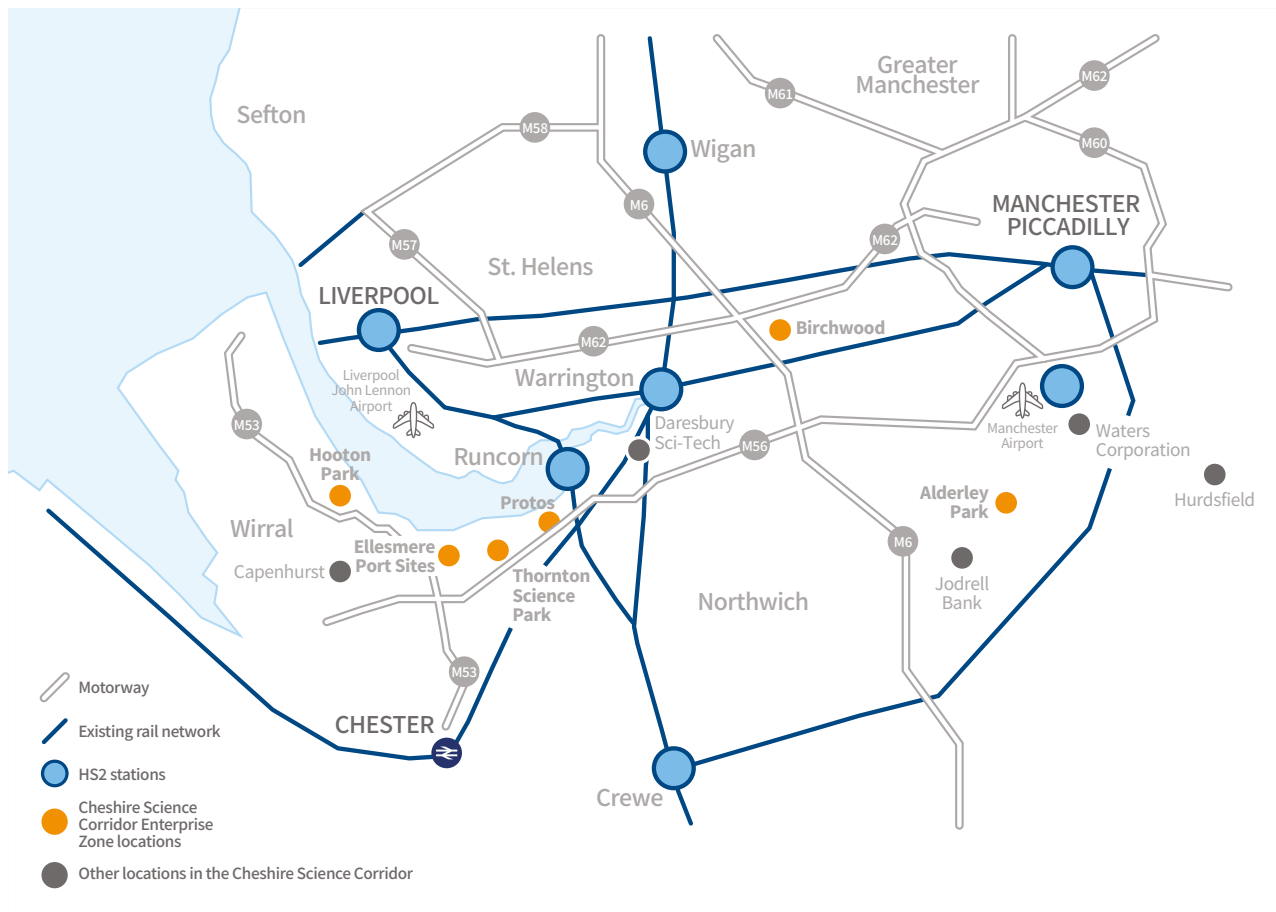 Greater
Manchester
M62
M61
Sefton
M58
M60
Wigan
M6
MANCHESTER
PICCADILLY
M57
M62
St. Helens
LIVERPOOL
Birchwood
M62
Warrington
Liverpool
John Lennon
Airport
M53
Daresbury
Sci-Tech
M56
Manchester
Airport
Waters
Corporation
Hooton
Park
Runcorn
Hurdsfield
Protos
Alderley
Park
Wirral
M6
Ellesmere
Port Sites
Capenhurst
Thornton
Science
Park
Jodrell
Bank
Northwich
M53
Motorway
CHESTER
Existing rail network
HS2 stations
Crewe
Cheshire Science
Corridor Enterprise
Zone locations
Other locations in the Cheshire Science Corridor